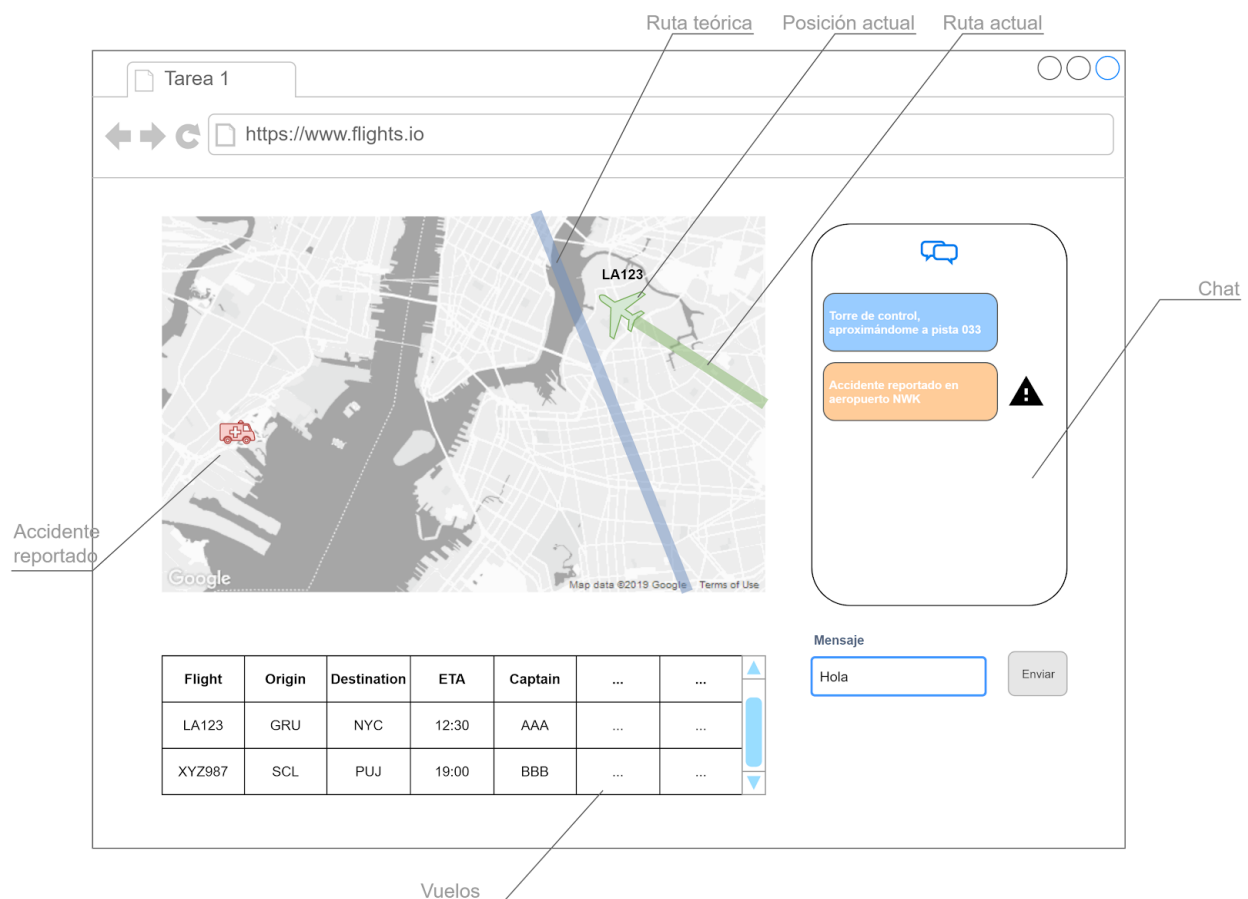 Ruta teórica
Posición actual
Ruta actual
Tarea 1
https://www.flights.io
LA123
Chat
Torre de control,
aproximándome a pista 033
Accidente reportado en
aeropuerto NWK
Accidente
reportado
Google
Map data ©2019 Google
Terms of Use
Mensaje
Hola
Enviar
Flight Origin Destination ETA Captain ... ...
LA123 GRU NYC 12:30 AAA ... ...
XYZ987 SCL PUJ 19:00 BBB ... ...
Vuelos